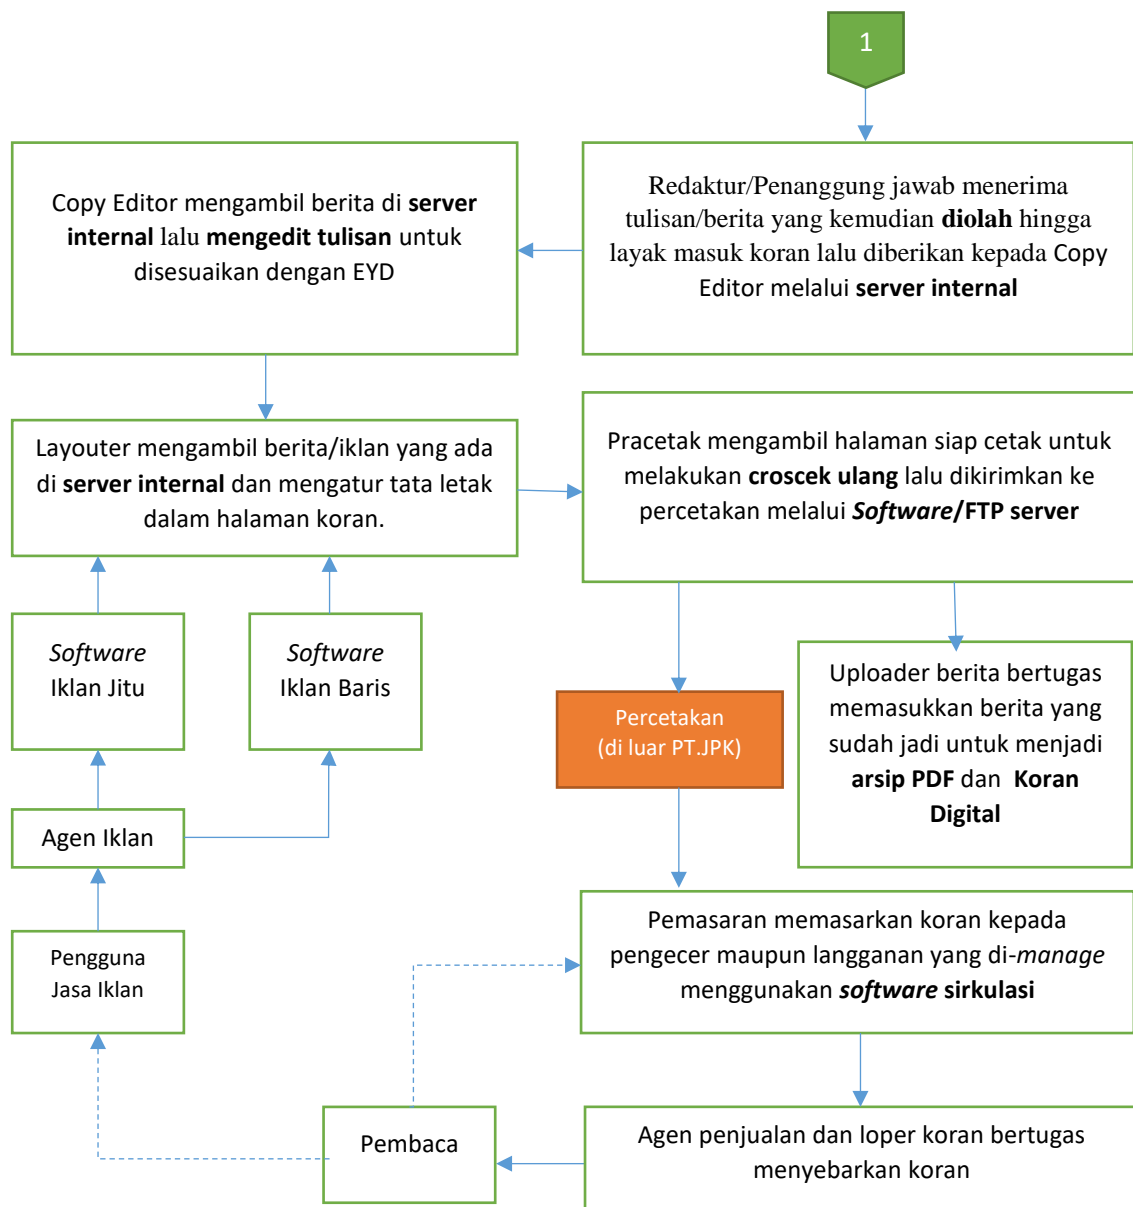 1
Redaktur/Penanggung jawab menerima
tulisan/berita yang kemudian diolah hingga
layak masuk koran lalu diberikan kepada Copy
Editor melalui server internal
Copy Editor mengambil berita di server
internal lalu mengedit tulisan untuk
disesuaikan dengan EYD
Layouter mengambil berita/iklan yang ada
di server internal dan mengatur tata letak
dalam halaman koran.
Pracetak mengambil halaman siap cetak untuk
melakukan croscek ulang lalu dikirimkan ke
percetakan melalui Software/FTP server
Software
Iklan Jitu
Software
Iklan Baris
Percetakan
(di luar PT.JPK)
Uploader berita bertugas
memasukkan berita yang
sudah jadi untuk menjadi
arsip PDF dan Koran
Digital
Agen Iklan
Pengguna
Jasa Iklan
Pemasaran memasarkan koran kepada
pengecer maupun langganan yang di-manage
menggunakan software sirkulasi
Pembaca
Agen penjualan dan loper koran bertugas
menyebarkan koran